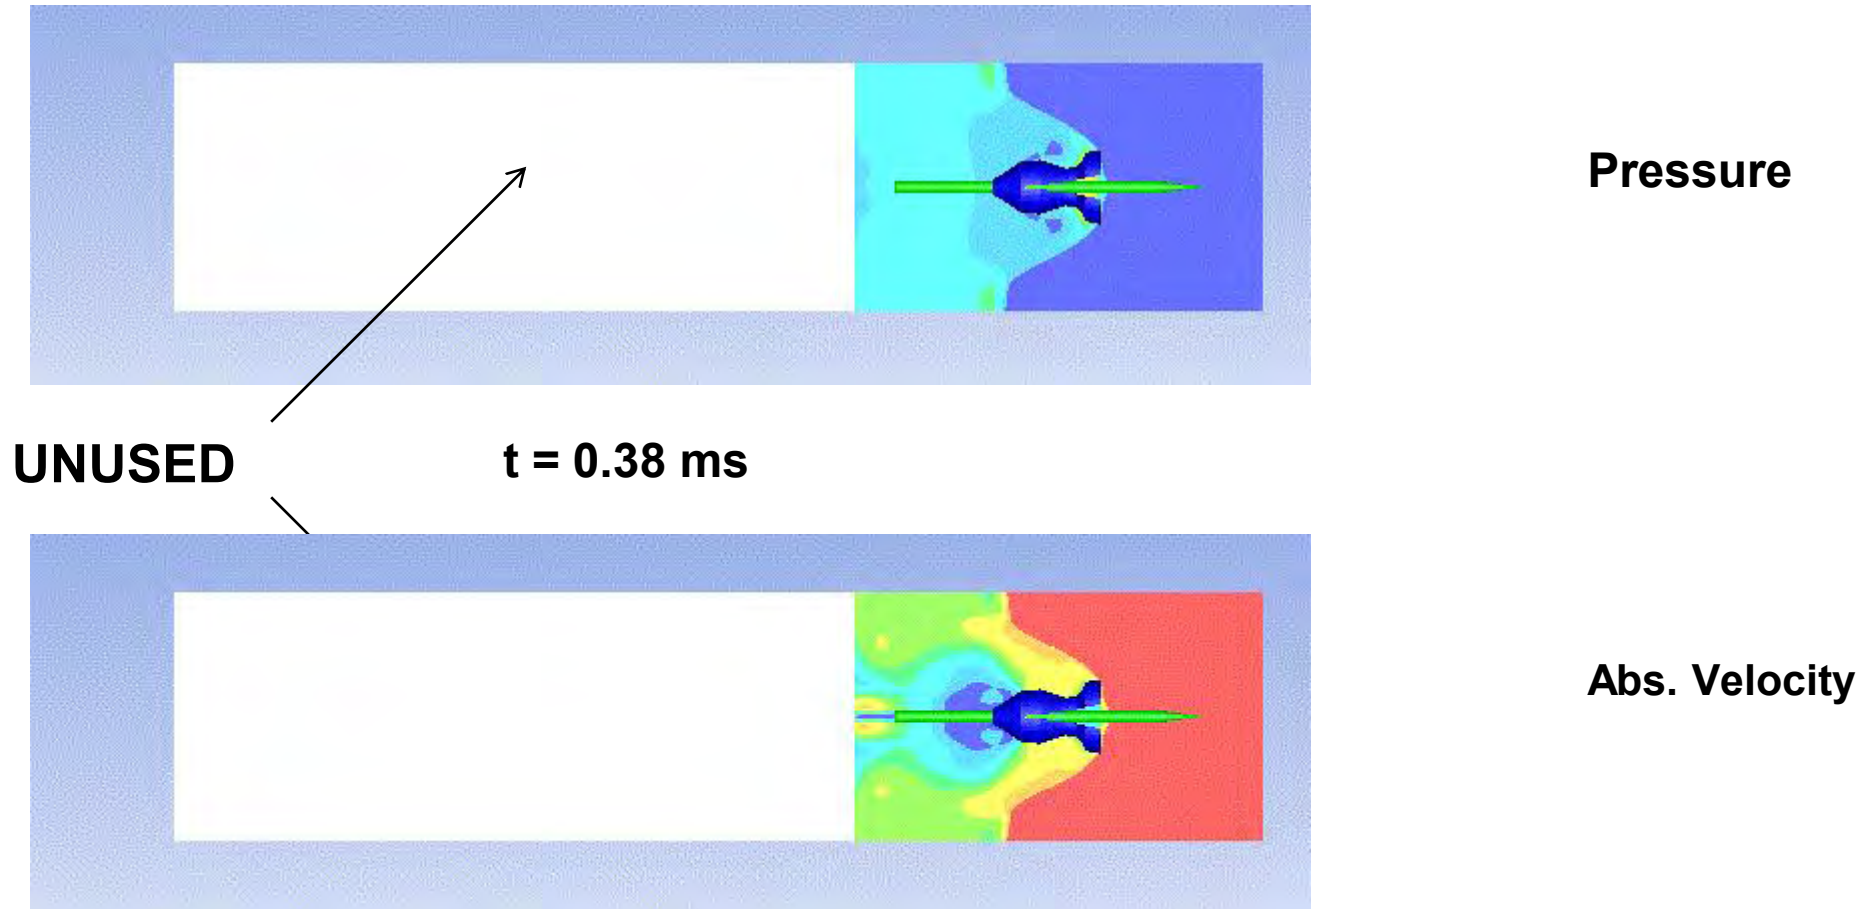 Pressure
UNUSED
t = 0.38 ms
Abs. Velocity